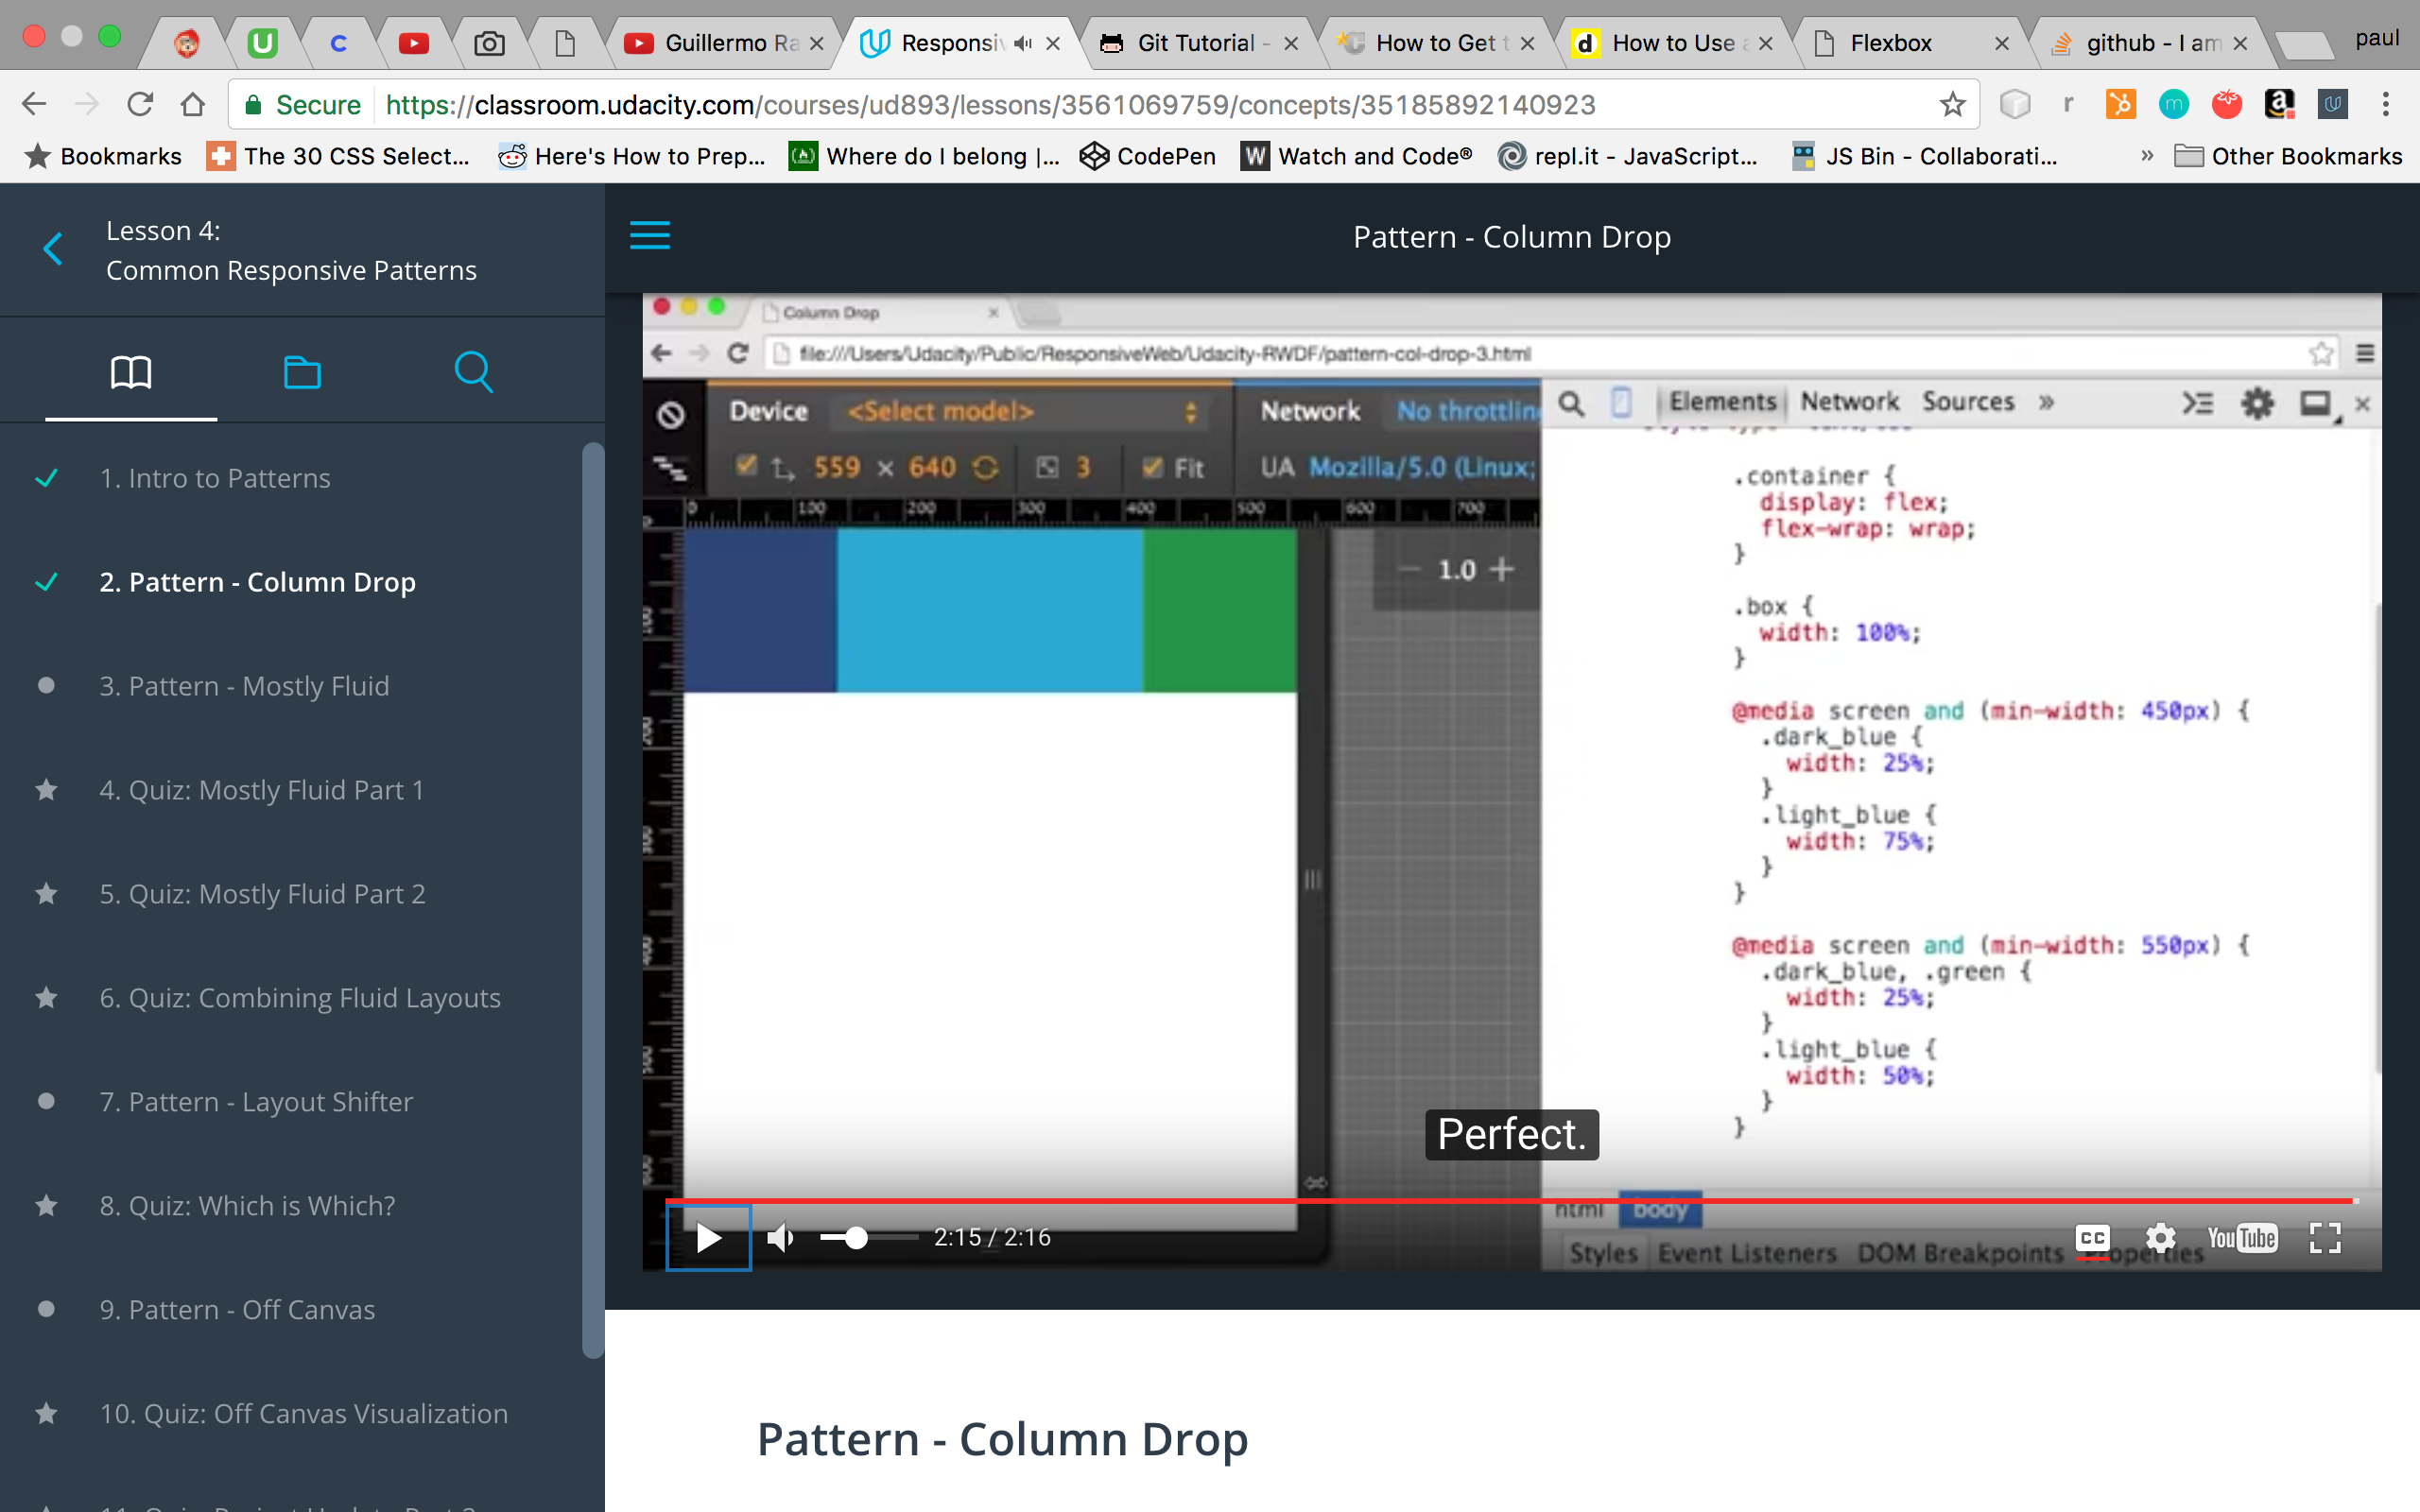 Guillermo Ra
Responsiv
Git Tutorial -
How to Get t
How to Use a
Flexbox
github - I am
paul
Secure
https://classroom.udacity.com/courses/ud893/lessons/3561069759/concepts/35185892140923
Bookmarks
The 30 CSS Select...
Here's How to Prep...
Where do I belong |...
CodePen
Watch and Code®
repl.it - JavaScript...
JS Bin - Collaborati...
»
Other Bookmarks
Lesson 4:
Common Responsive Patterns
Pattern - Column Drop
1. Intro to Patterns
2. Pattern - Column Drop
3. Pattern - Mostly Fluid
4. Quiz: Mostly Fluid Part 1
5. Quiz: Mostly Fluid Part 2
6. Quiz: Combining Fluid Layouts
7. Pattern - Layout Shifter
8. Quiz: Which is Which?
9. Pattern - Off Canvas
10. Quiz: Off Canvas Visualization
Column Drop
file:///Users/Udacity/Public/ResponsiveWeb/Udacity-RWDF/pattern-col-drop-3.html
Device <Select model>
Network No throttling
559 × 640 3 Fit
UA Mozilla/5.0 (Linux;
0 100 200 300 400 500 600 700
1.0 +
Elements Network Sources »
.container {
display: flex;
flex-wrap: wrap;
}
.box {
width: 100%;
}
@media screen and (min-width: 450px) {
.dark_blue {
width: 25%;
}
.light_blue {
width: 75%;
}
}
@media screen and (min-width: 550px) {
.dark_blue, .green {
width: 25%;
}
.light_blue {
width: 50%;
}
}
Perfect.
html body
2:15 / 2:16
CC
YouTube
Styles Event Listeners DOM Breakpoints Properties
Pattern - Column Drop